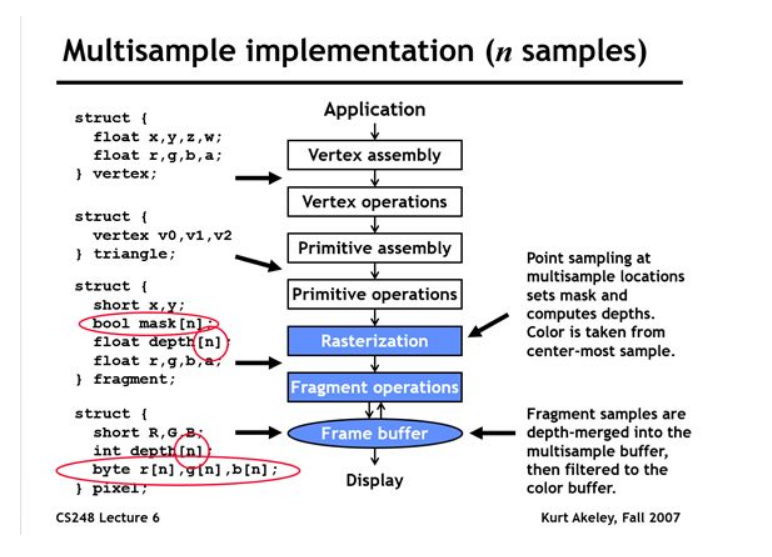 Multisample implementation (n samples)
struct {
float x,y,z,w;
float r,g,b,a;
} vertex;
struct {
vertex v0,v1,v2
} triangle;
struct {
short x,y;
bool mask[n];
float depth[n];
float r,g,b,a;
} fragment;
struct {
short R,G,B;
int depth[n];
byte r[n],g[n],b[n];
} pixel;
Application
Vertex assembly
Vertex operations
Primitive assembly
Primitive operations
Rasterization
Fragment operations
Frame buffer
Display
Point sampling at
multisample locations
sets mask and
computes depths.
Color is taken from
center-most sample.
Fragment samples are
depth-merged into the
multisample buffer,
then filtered to the
color buffer.
CS248 Lecture 6
Kurt Akeley, Fall 2007